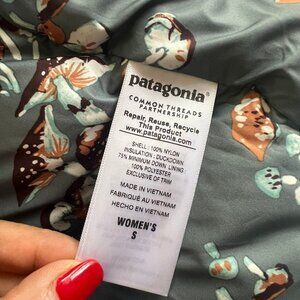 patagonia®
COMMON THREADS
PARTNERSHIP™
Repair, Reuse, Recycle
This Product
www.patagonia.com
SHELL : 100% NYLON
INSULATION : DUCKDOWN
75% MINIMUM DOWN LINING
100% POLYESTER
EXCLUSIVE OF TRIM
MADE IN VIETNAM
FABRIQUÉ AU VIETNAM
HECHO EN VIETNAM
WOMEN'S
S